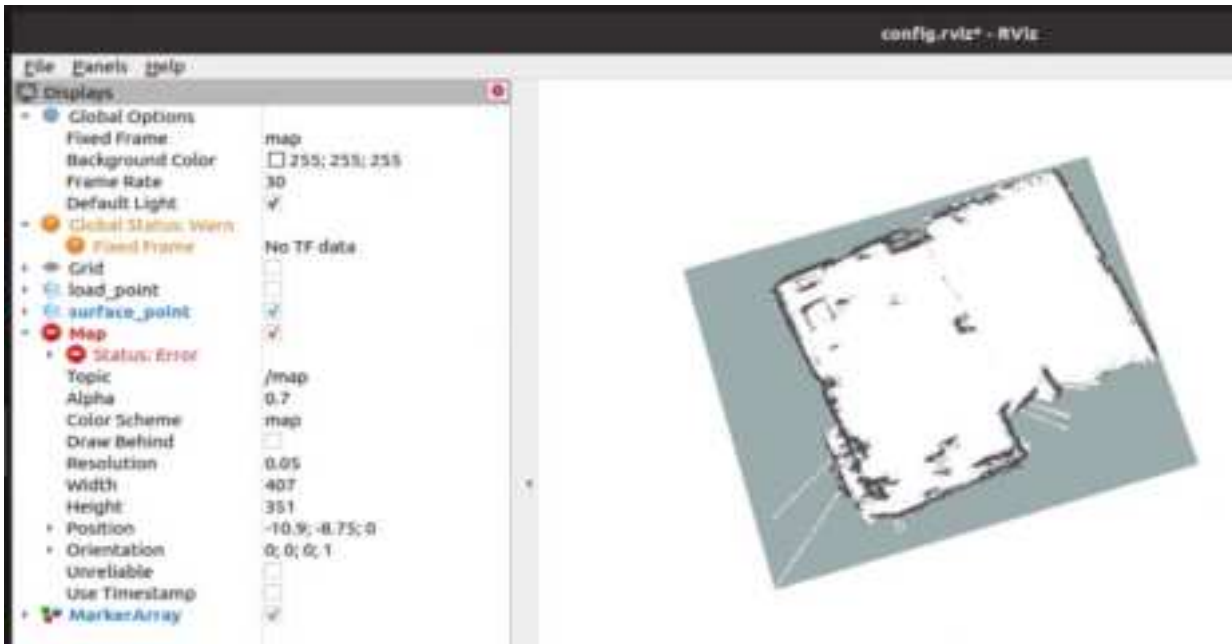 config.rviz* - RViz
File Panels Help
Displays
Global Options
Fixed Frame map
Background Color 255; 255; 255
Frame Rate 30
Default Light ✓
Global Status: Warn
Fixed Frame No TF data
Grid
load_point
surface_point ✓
Map ✓
Status: Error
Topic /map
Alpha 0.7
Color Scheme map
Draw Behind
Resolution 0.05
Width 407
Height 351
Position -10.9; -8.75; 0
Orientation 0; 0; 0; 1
Unreliable
Use Timestamp
MarkerArray ✓